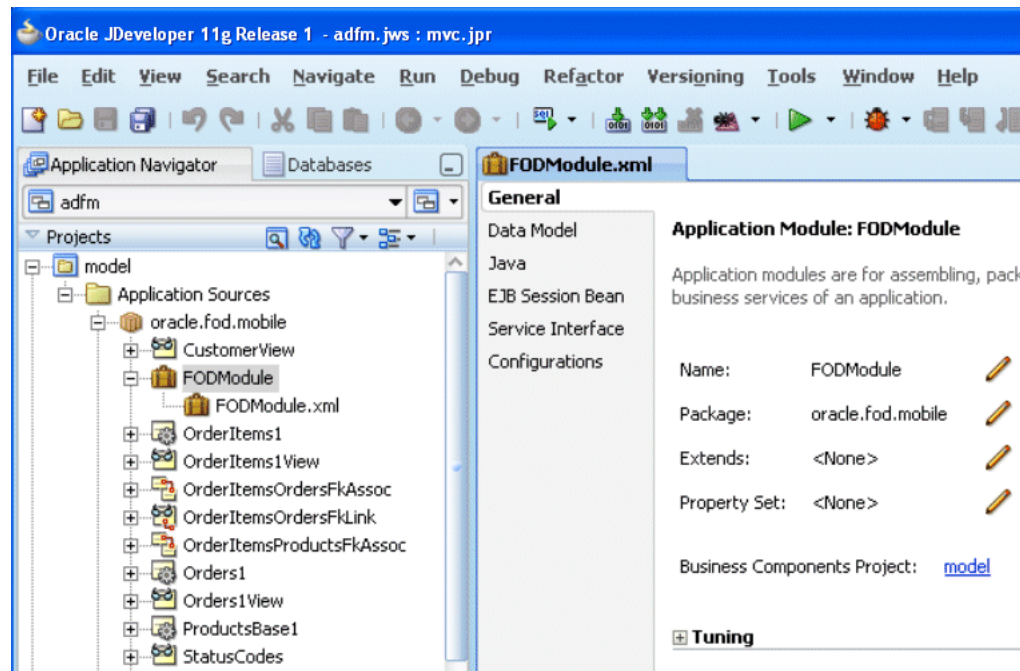 Oracle JDeveloper 11g Release 1 - adfm.jws : mvc.jpr
File Edit View Search Navigate Run Debug Refactor Versioning Tools Window Help
Application Navigator
Databases
adfm
Projects
model
Application Sources
oracle.fod.mobile
CustomerView
FODModule
FODModule.xml
OrderItems1
OrderItems1View
OrderItemsOrdersFkAssoc
OrderItemsOrdersFkLink
OrderItemsProductsFkAssoc
Orders1
Orders1View
ProductsBase1
StatusCodes
FODModule.xml
General
Data Model
Java
EJB Session Bean
Service Interface
Configurations
Application Module: FODModule
Application modules are for assembling, pack
business services of an application.
Name: FODModule
Package: oracle.fod.mobile
Extends: <None>
Property Set: <None>
Business Components Project: model
Tuning